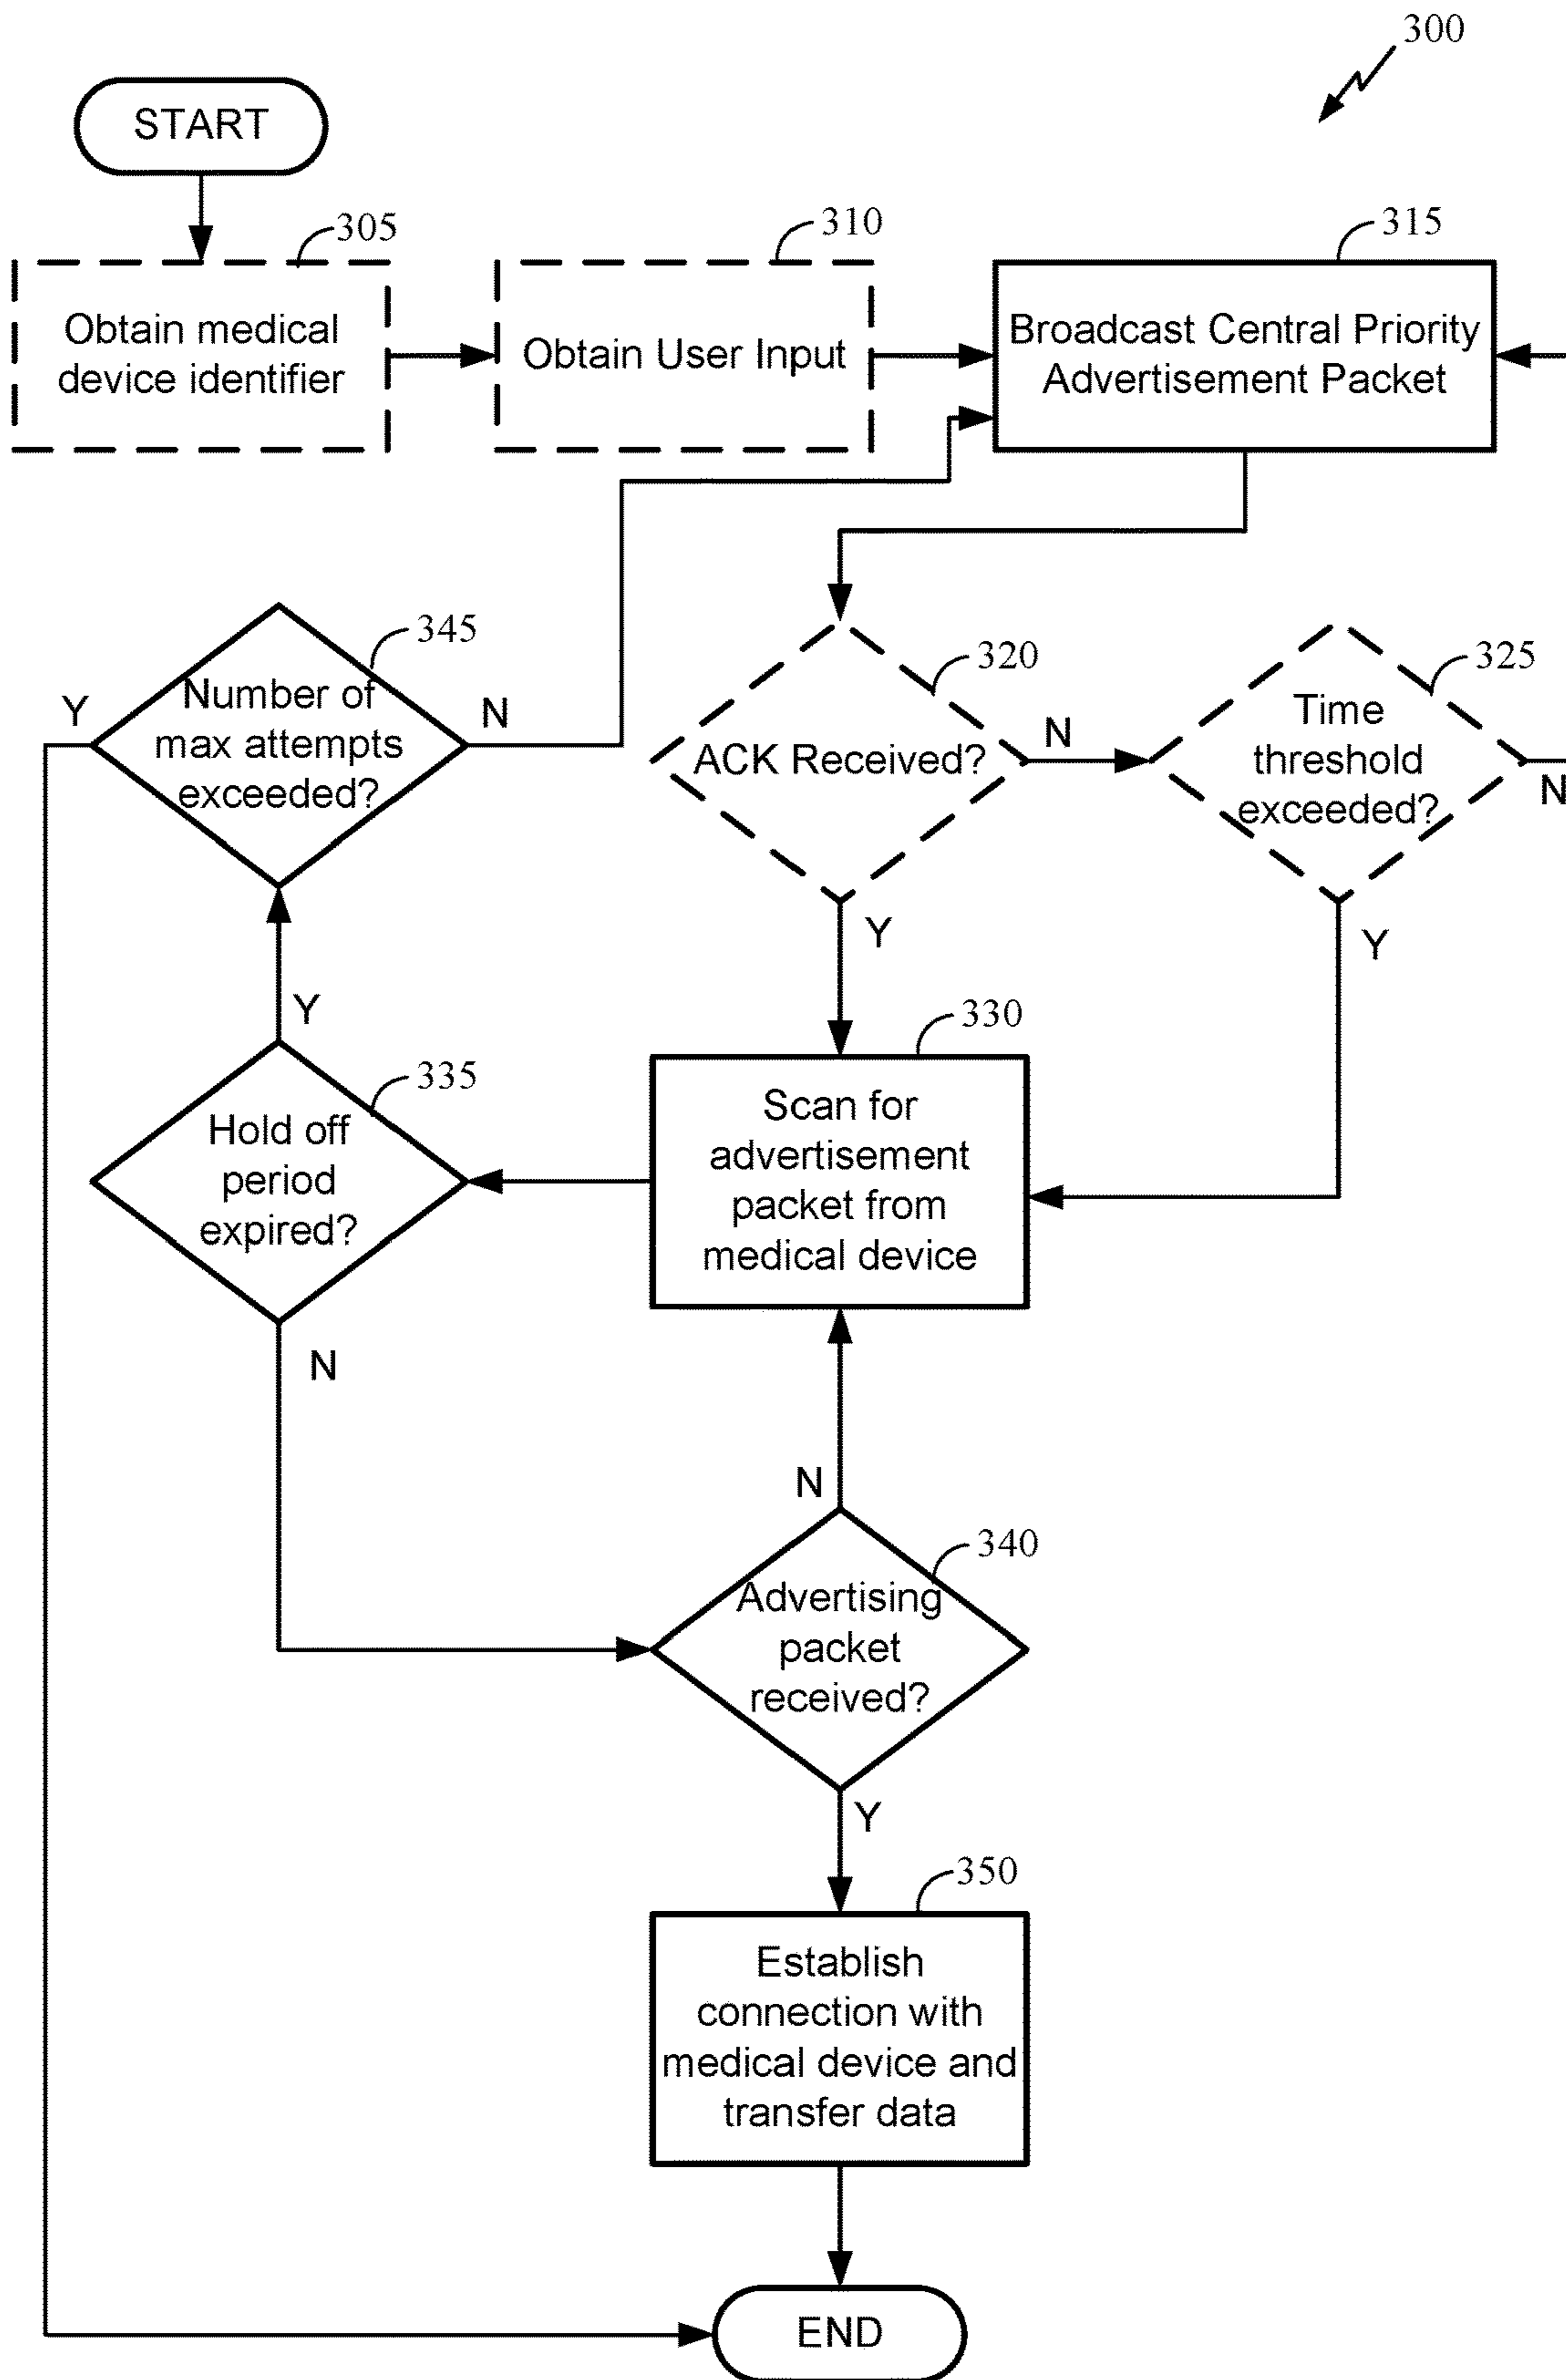 300
START
305
310
315
Obtain medical
device identifier
Obtain User Input
Broadcast Central Priority
Advertisement Packet
345
320
325
Y
Number of
max attempts
exceeded?
N
ACK Received?
N
Time
threshold
exceeded?
N
Y
Y
Y
330
335
Hold off
period
expired?
Scan for
advertisement
packet from
medical device
N
N
340
Advertising
packet
received?
Y
350
Establish
connection with
medical device and
transfer data
END